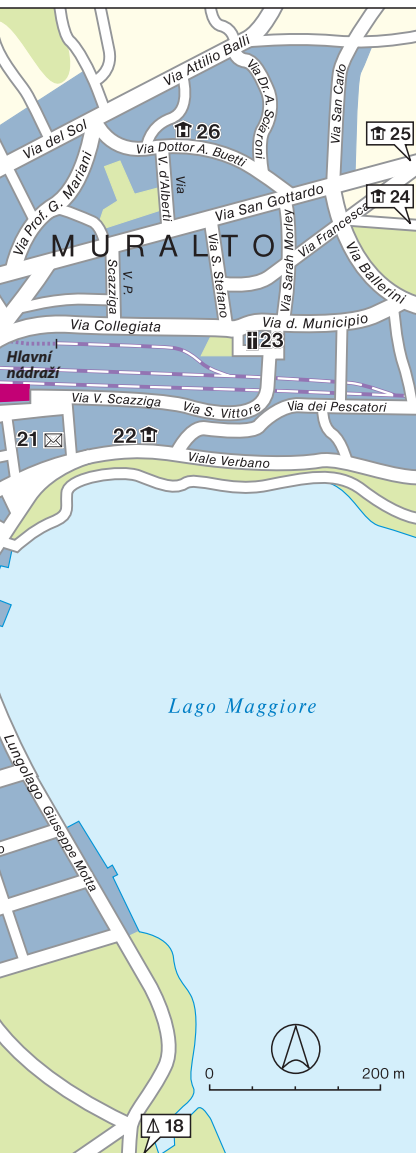 Via Attilio Balli
Via San Carlo
Via Dr. A. Sciaroni
25
26
Via del Sol
Via Dottor A. Buetti
Via
V. d'Alberti
24
Via Prof. G. Mariani
Via San Gottardo
Via Francesca
MURALTO
Via Sarah Morley
Via S. Stefano
V. P.
Scazziga
Via Ballerini
Via Collegiata
Via d. Municipio
23
Hlavní
nádraží
Via V. Scazziga
Via S. Vittore
Via dei Pescatori
21
22
Viale Verbano
Lago Maggiore
Lungolago Giuseppe Motta
0
200 m
18